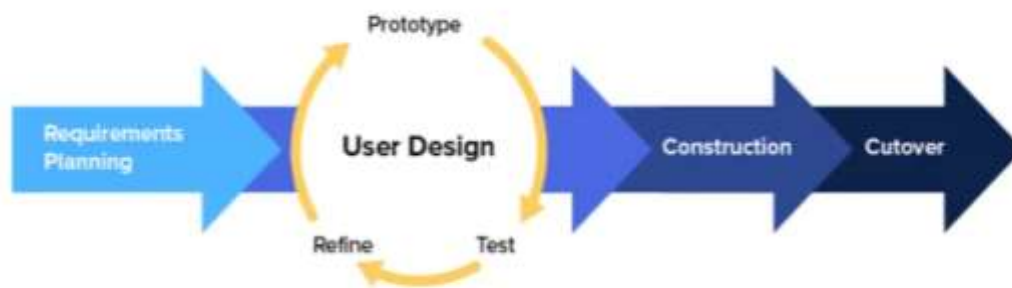 Prototype
Requirements
Planning
User Design
Construction
Cutover
Refine
Test